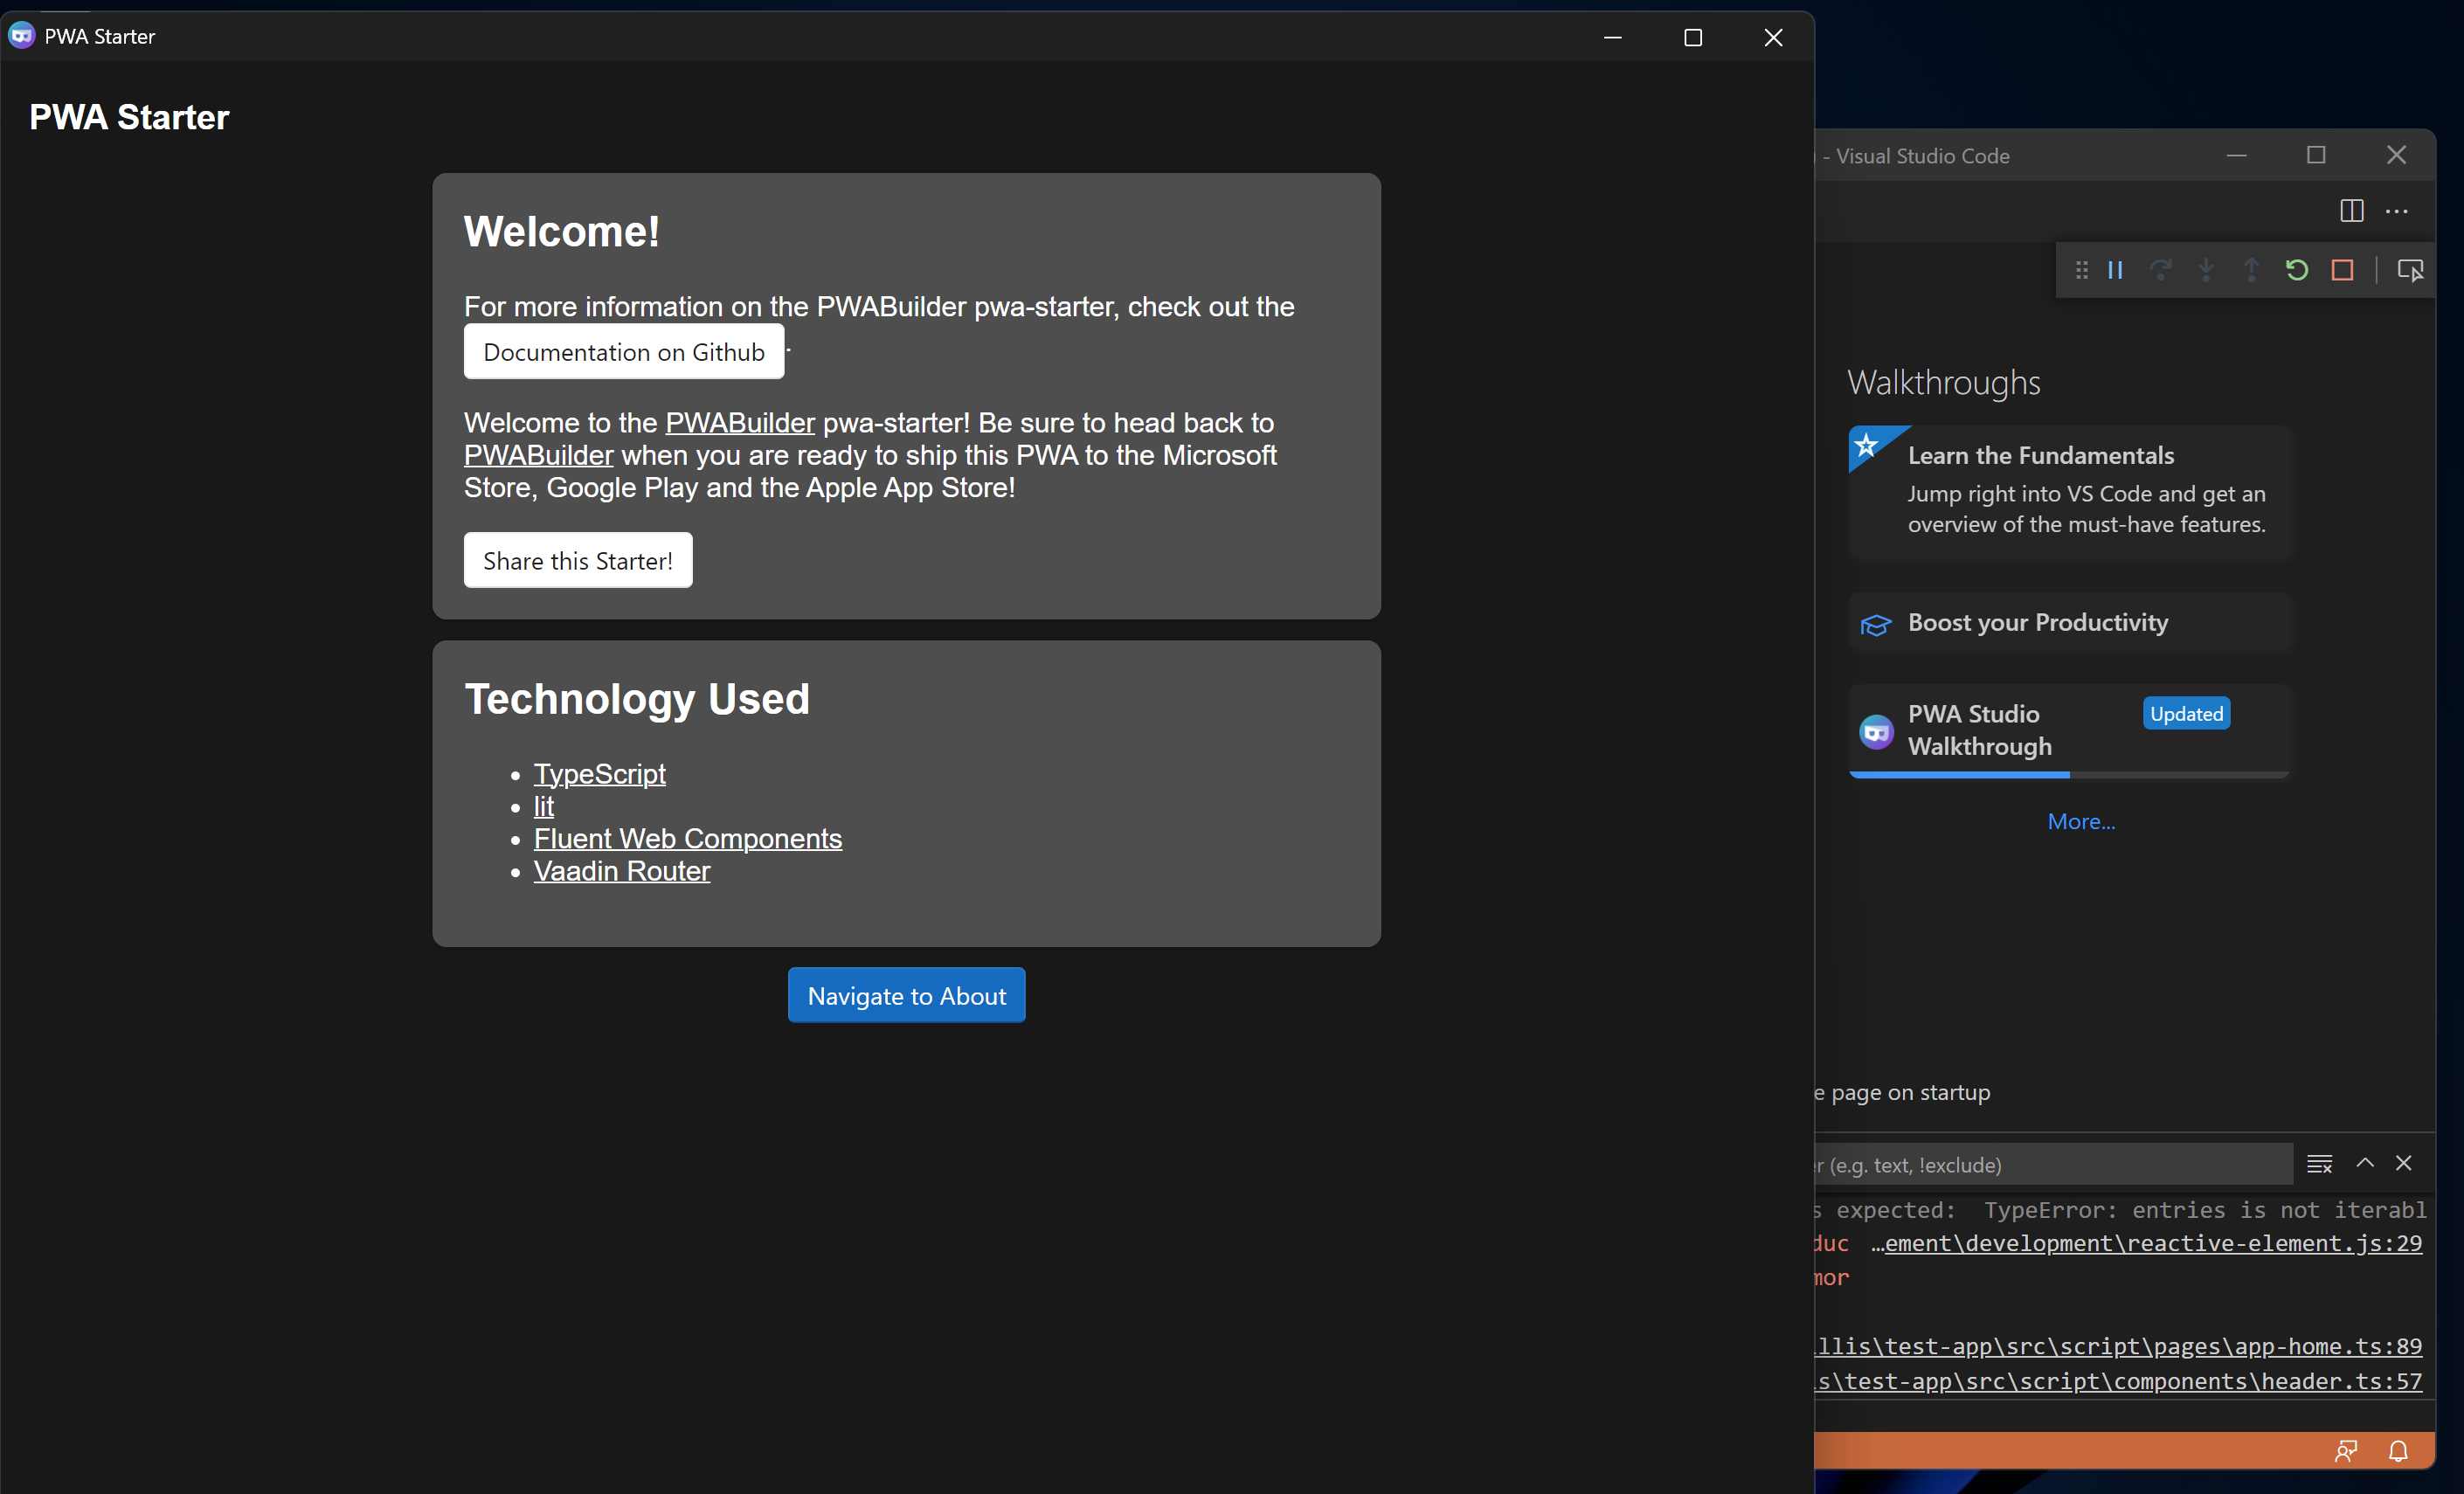 PWA Starter
PWA Starter
Welcome!
For more information on the PWABuilder pwa-starter, check out the
Documentation on Github .
Welcome to the PWABuilder pwa-starter! Be sure to head back to
PWABuilder when you are ready to ship this PWA to the Microsoft
Store, Google Play and the Apple App Store!
Share this Starter!
Technology Used
• TypeScript
• lit
• Fluent Web Components
• Vaadin Router
Navigate to About
- Visual Studio Code
Walkthroughs
Learn the Fundamentals
Jump right into VS Code and get an
overview of the must-have features.
Boost your Productivity
PWA Studio
Walkthrough
Updated
More...
e page on startup
r (e.g. text, !exclude)
s expected:  TypeError: entries is not iterabl
duc …ement\development\reactive-element.js:29
mor
llis\test-app\src\script\pages\app-home.ts:89
s\test-app\src\script\components\header.ts:57